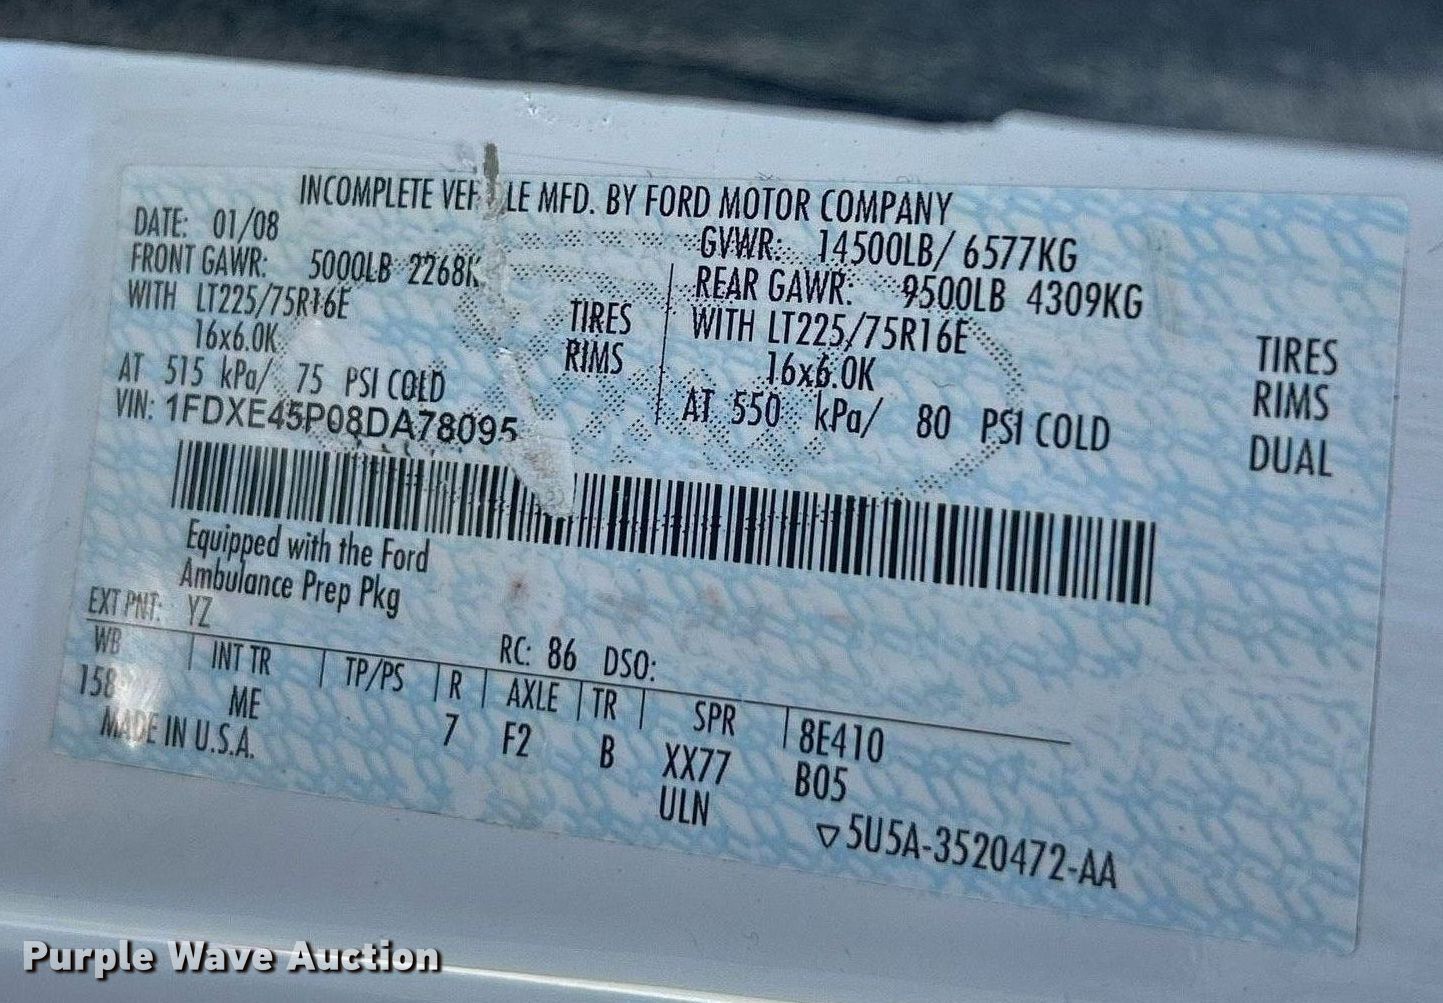 INCOMPLETE VEH LE MFD. BY FORD MOTOR COMPANY
DATE: 01/08 GVWR: 14500LB/ 6577KG
FRONT GAWR: 5000LB 2268K REAR GAWR: 9500LB 4309KG
WITH LT225/75R16E TIRES WITH LT225/75R16E TIRES
16x6.0K RIMS 16x6.0K RIMS
AT 515 kPa/ 75 PSI COLD AT 550 kPa/ 80 PSI COLD DUAL
VIN: 1FDXE45P08DA78095
Equipped with the Ford
Ambulance Prep Pkg
EXT PNT: YZ RC: 86 DSO:
WB INT TR TP/PS R AXLE TR SPR 8E410
158 ME 7 F2 B XX77 B05
MADE IN U.S.A. ULN
▽5U5A-3520472-AA
Purple Wave Auction